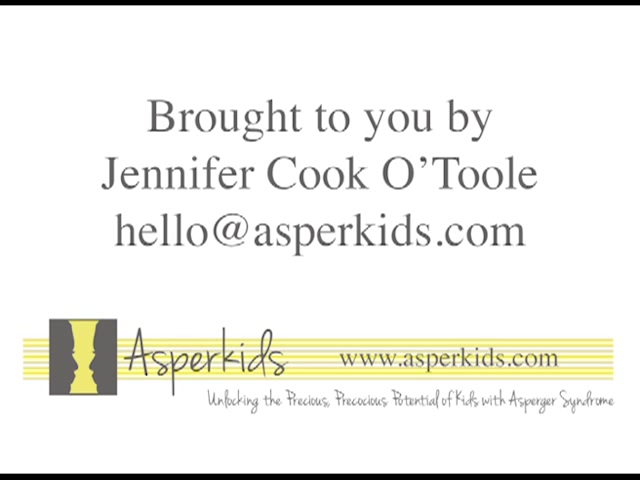 Brought to you by
Jennifer Cook O'Toole
hello@asperkids.com
Asperkids
www.asperkids.com
Unlocking the Precious, Precocious Potential of Kids with Asperger Syndrome